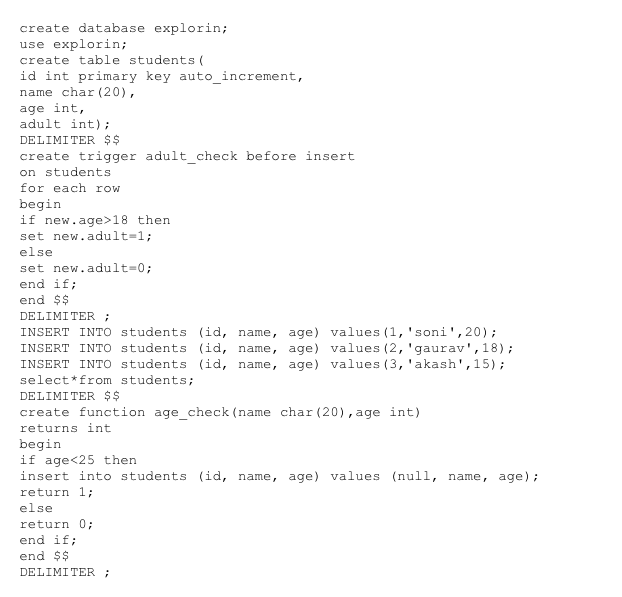 create database explorin;
use explorin;
create table students(
id int primary key auto_increment,
name char(20),
age int,
adult int);
DELIMITER $$
create trigger adult_check before insert
on students
for each row
begin
if new.age>18 then
set new.adult=1;
else
set new.adult=0;
end if;
end $$
DELIMITER ;
INSERT INTO students (id, name, age) values(1,'soni',20);
INSERT INTO students (id, name, age) values(2,'gaurav',18);
INSERT INTO students (id, name, age) values(3,'akash',15);
select*from students;
DELIMITER $$
create function age_check(name char(20),age int)
returns int
begin
if age<25 then
insert into students (id, name, age) values (null, name, age);
return 1;
else
return 0;
end if;
end $$
DELIMITER ;